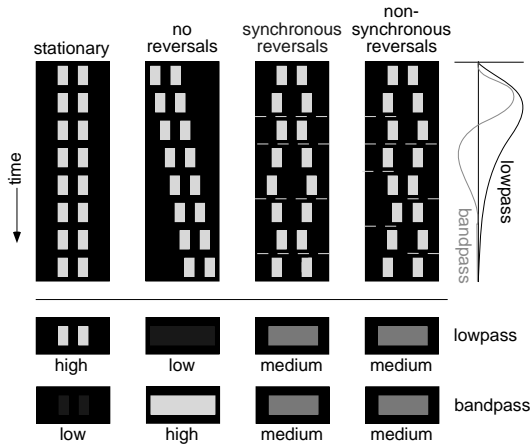 stationary
no
reversals
synchronous
reversals
non-
synchronous
reversals
time
lowpass
bandpass
lowpass
high
low
medium
medium
bandpass
low
high
medium
medium